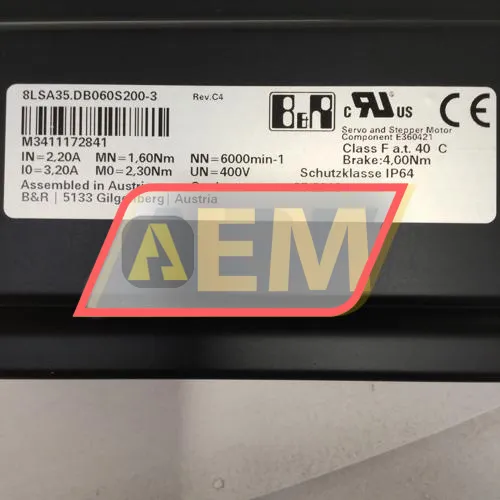 8LSA35.DB060S200-3 Rev.C4
B&R c RU US CE
Servo and Stepper Motor
Component E360421
M3411172841
Class F a.t. 40 C
IN=2,20A MN=1,60Nm NN=6000min-1 Brake:4,00Nm
I0=3,20A M0=2,30Nm UN=400V Schutzklasse IP64
Assembled in Austria
B&R | 5133 Gilgenberg | Austria
AEM